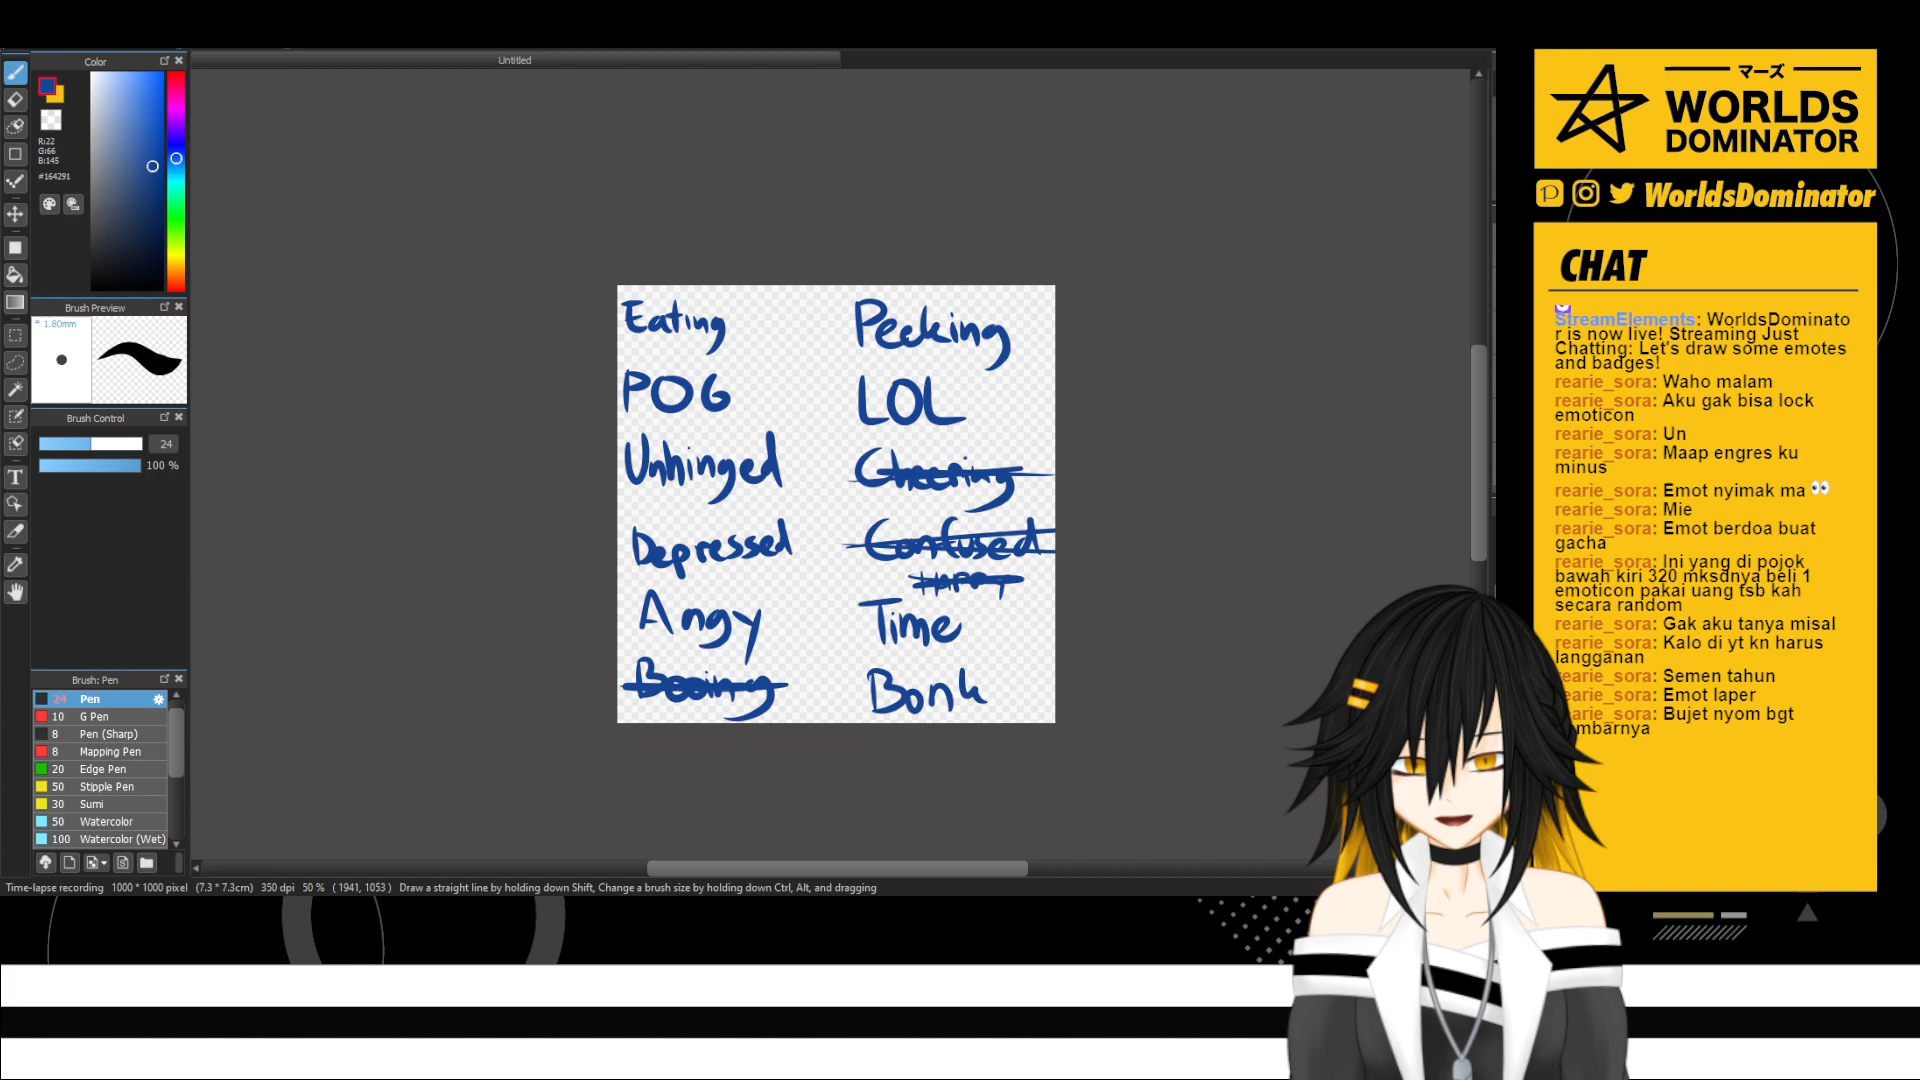 Untitled
Color
R:22
G:66
B:145
#164291
Brush Preview
* 1.80mm
Brush Control
24
100 %
Brush: Pen
24 Pen
10 G Pen
8 Pen (Sharp)
8 Mapping Pen
20 Edge Pen
50 Stipple Pen
30 Sumi
50 Watercolor
100 Watercolor (Wet)
Time-lapse recording 1000 * 1000 pixel (7.3 * 7.3cm) 350 dpi 50 % ( 1941, 1053 ) Draw a straight line by holding down Shift, Change a brush size by holding down Ctrl, Alt, and dragging
Eating
POG
Unhinged
Depressed
Angy
Booing
Peeking
LOL
Cheering
Confused
Time
Bonk
マーズ
WORLDS
DOMINATOR
WorldsDominator
CHAT
StreamElements: WorldsDominato
r is now live! Streaming Just
Chatting: Let's draw some emotes
and badges!
rearie_sora: Waho malam
rearie_sora: Aku gak bisa lock
emoticon
rearie_sora: Un
rearie_sora: Maap engres ku
minus
rearie_sora: Emot nyimak ma 👀
rearie_sora: Mie
rearie_sora: Emot berdoa buat
gacha
rearie_sora: Ini yang di pojok
bawah kiri 320 mksdnya beli 1
emoticon pakai uang tsb kah
secara random
rearie_sora: Gak aku tanya misal
rearie_sora: Kalo di yt kn harus
langganan
rearie_sora: Semen tahun
rearie_sora: Emot laper
rearie_sora: Bujet nyom bgt
mbarnya